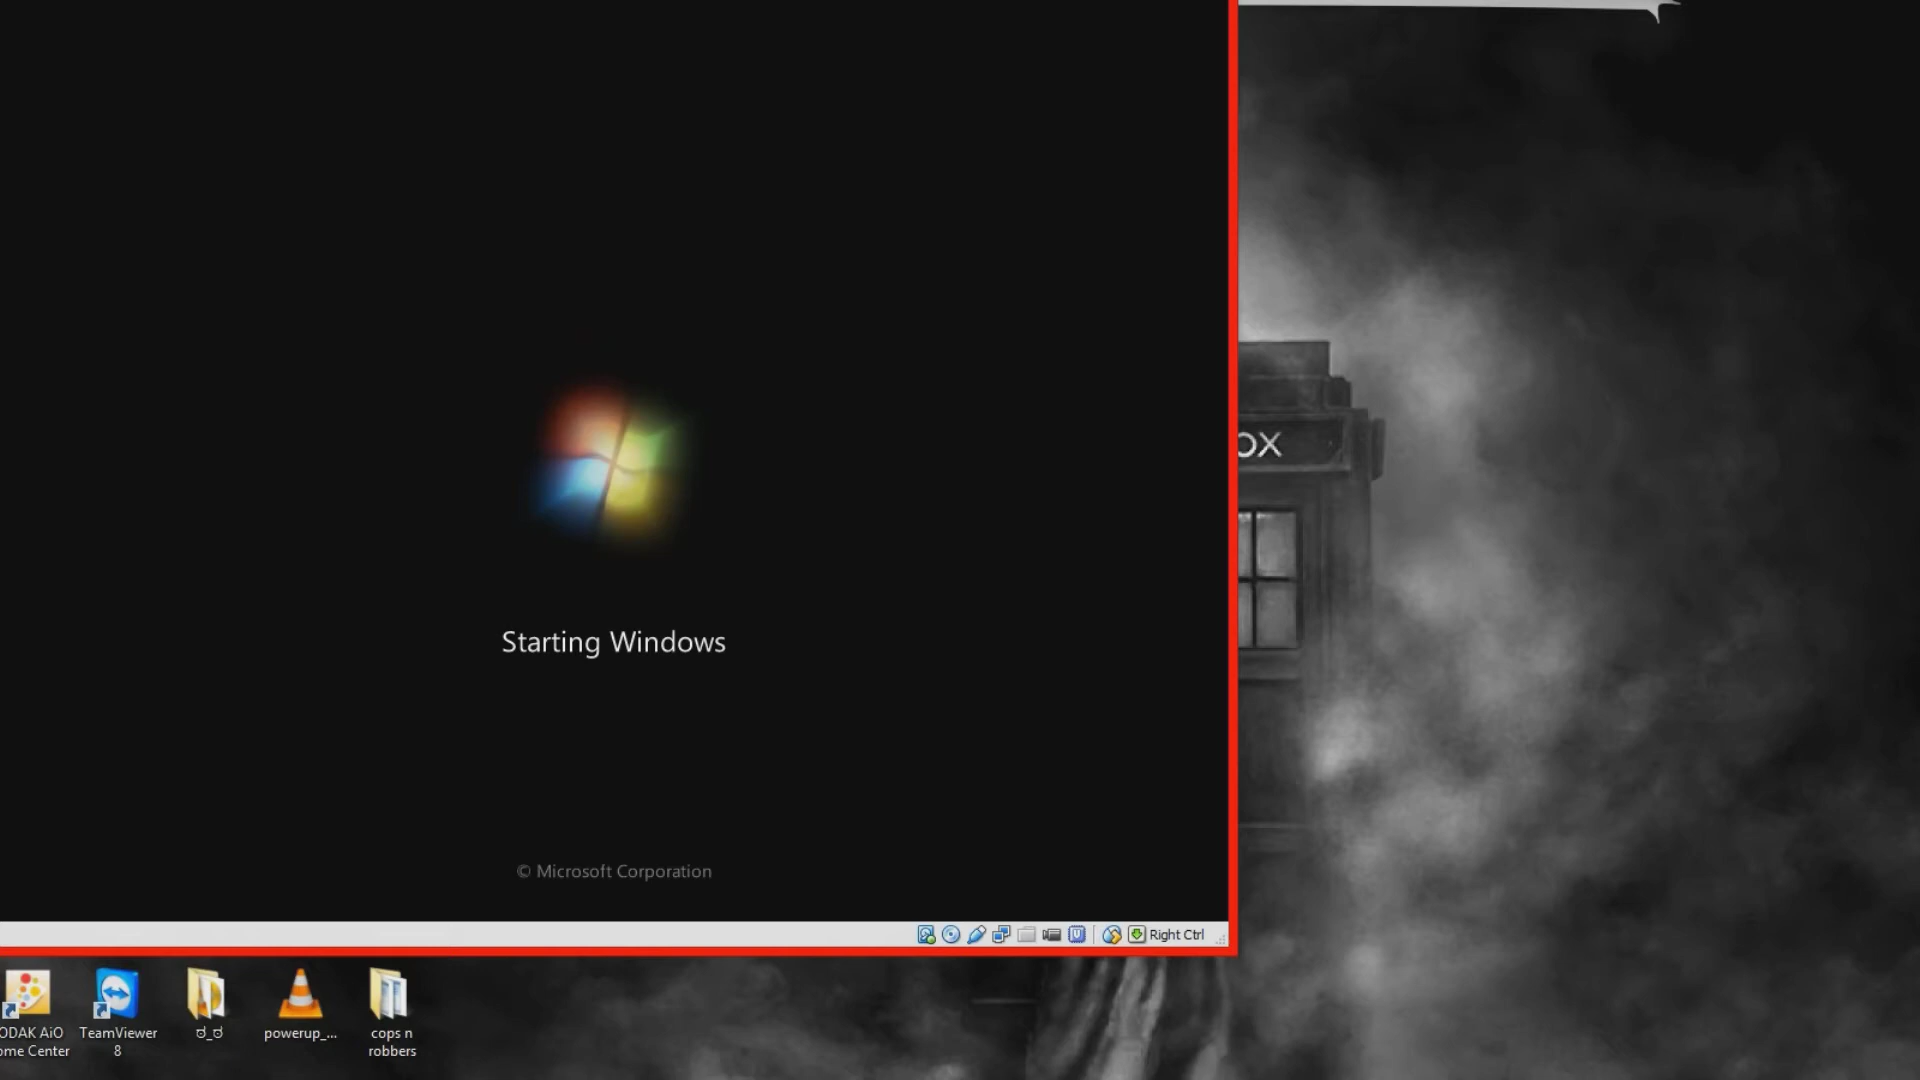 OX
Starting Windows
© Microsoft Corporation
Right Ctrl
ODAK AiO
ome Center
TeamViewer
8
ಠ_ಠ
powerup_...
cops n
robbers